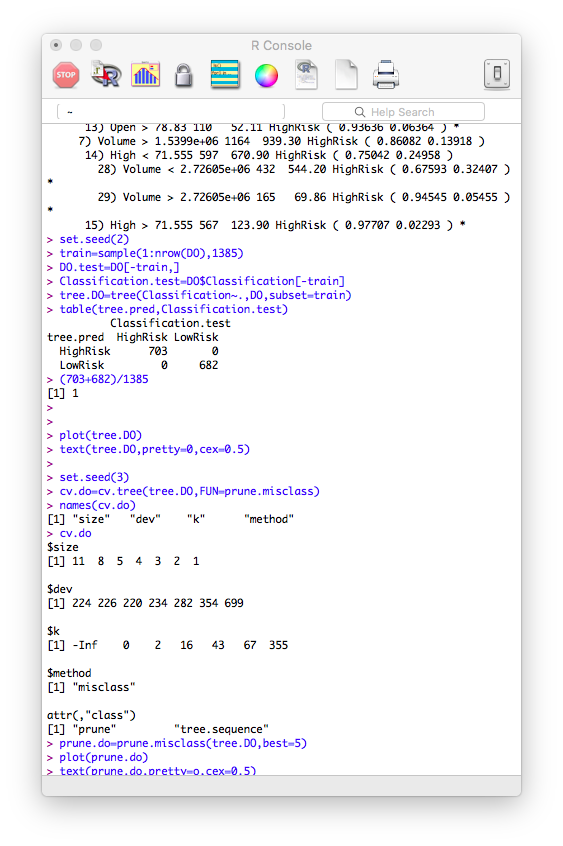 R Console
STOP
R
R
~
Help Search
13) Open > 78.83 110   52.11 HighRisk ( 0.93636 0.06364 ) *
7) Volume > 1.5399e+06 1164  939.30 HighRisk ( 0.86082 0.13918 )
14) High < 71.555 597  670.90 HighRisk ( 0.75042 0.24958 )
28) Volume < 2.72605e+06 432  544.20 HighRisk ( 0.67593 0.32407 )
*
29) Volume > 2.72605e+06 165   69.86 HighRisk ( 0.94545 0.05455 )
*
15) High > 71.555 567  123.90 HighRisk ( 0.97707 0.02293 ) *
> set.seed(2)
> train=sample(1:nrow(DO),1385)
> DO.test=DO[-train,]
> Classification.test=DO$Classification[-train]
> tree.DO=tree(Classification~.,DO,subset=train)
> table(tree.pred,Classification.test)
Classification.test
tree.pred  HighRisk LowRisk
HighRisk      703       0
LowRisk         0     682
> (703+682)/1385
[1] 1
>
>
> plot(tree.DO)
> text(tree.DO,pretty=0,cex=0.5)
>
> set.seed(3)
> cv.do=cv.tree(tree.DO,FUN=prune.misclass)
> names(cv.do)
[1] "size"   "dev"    "k"      "method"
> cv.do
$size
[1] 11  8  5  4  3  2  1

$dev
[1] 224 226 220 234 282 354 699

$k
[1] -Inf    0    2   16   43   67  355

$method
[1] "misclass"

attr(,"class")
[1] "prune"         "tree.sequence"
> prune.do=prune.misclass(tree.DO,best=5)
> plot(prune.do)
> text(prune.do,pretty=o,cex=0.5)